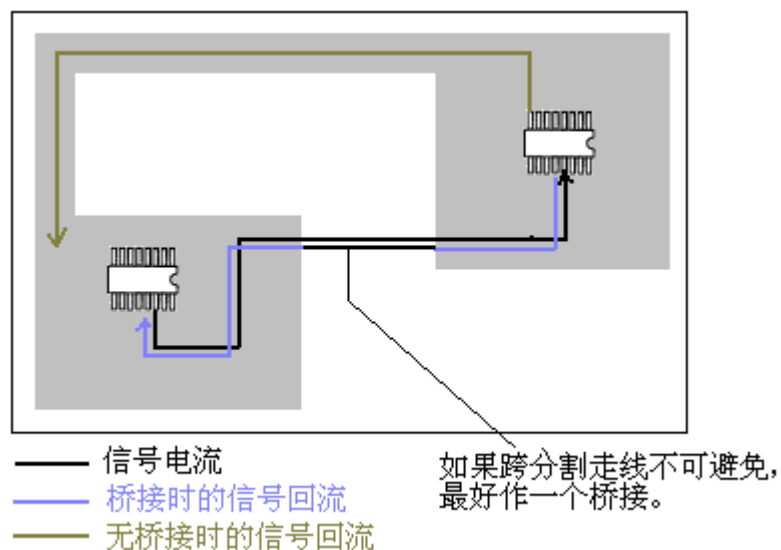 信号电流
桥接时的信号回流
无桥接时的信号回流
如果跨分割走线不可避免,
最好作一个桥接。